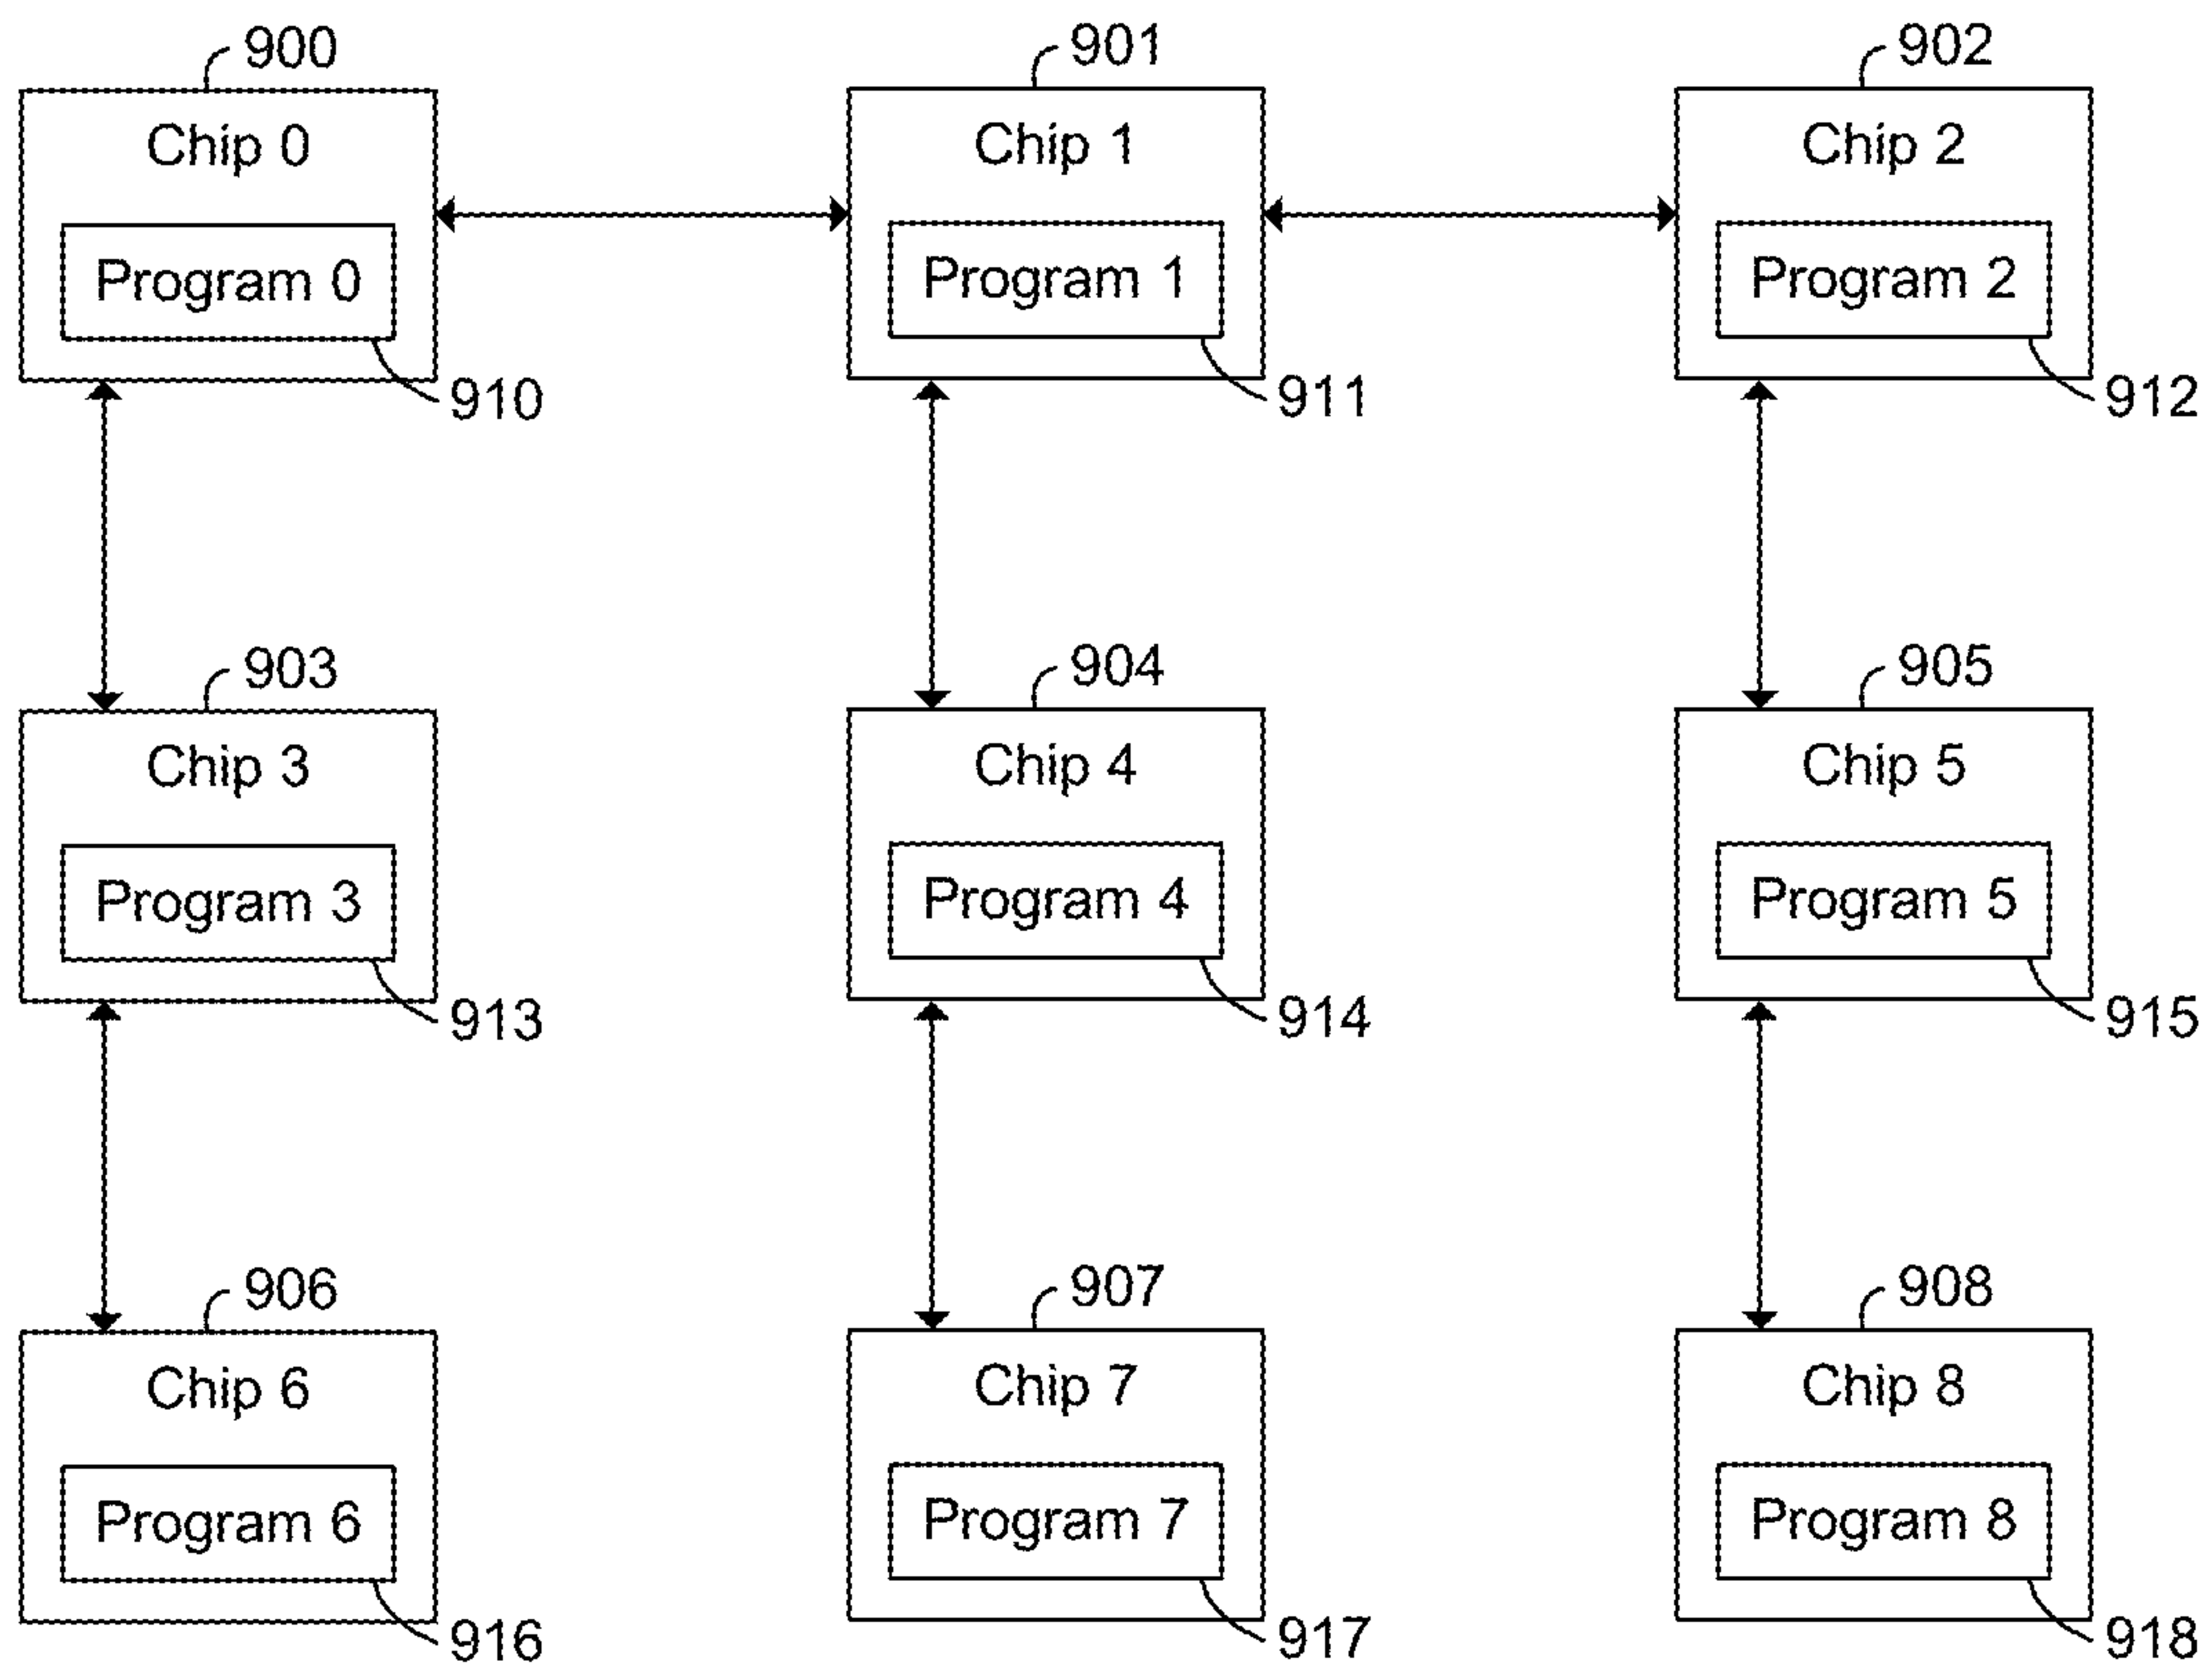 900
901
902
Chip 0
Chip 1
Chip 2
Program 0
Program 1
Program 2
910
911
912
903
904
905
Chip 3
Chip 4
Chip 5
Program 3
Program 4
Program 5
913
914
915
906
907
908
Chip 6
Chip 7
Chip 8
Program 6
Program 7
Program 8
916
917
918